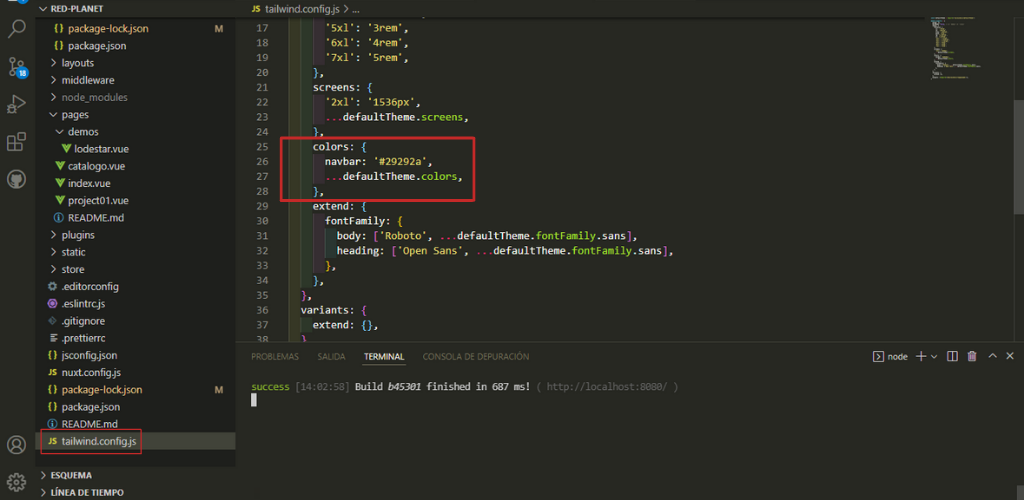 RED-PLANET
{} package-lock.json M
{} package.json
layouts
middleware
node_modules
pages
demos
lodestar.vue
catalogo.vue
index.vue
project01.vue
README.md
plugins
static
store
.editorconfig
.eslintrc.js
.gitignore
.prettierrc
{} jsconfig.json
JS nuxt.config.js
{} package-lock.json M
{} package.json
README.md
JS tailwind.config.js
ESQUEMA
LÍNEA DE TIEMPO
18
JS tailwind.config.js > ...
17 '5xl': '3rem',
18 '6xl': '4rem',
19 '7xl': '5rem',
20 },
21 screens: {
22 '2xl': '1536px',
23 ...defaultTheme.screens,
24 },
25 colors: {
26 navbar: '#29292a',
27 ...defaultTheme.colors,
28 },
29 extend: {
30 fontFamily: {
31 body: ['Roboto', ...defaultTheme.fontFamily.sans],
32 heading: ['Open Sans', ...defaultTheme.fontFamily.sans],
33 },
34 },
35 },
36 variants: {
37 extend: {},
38 }
PROBLEMAS SALIDA TERMINAL CONSOLA DE DEPURACIÓN
node
success [14:02:58] Build b45301 finished in 687 ms! ( http://localhost:8080/ )